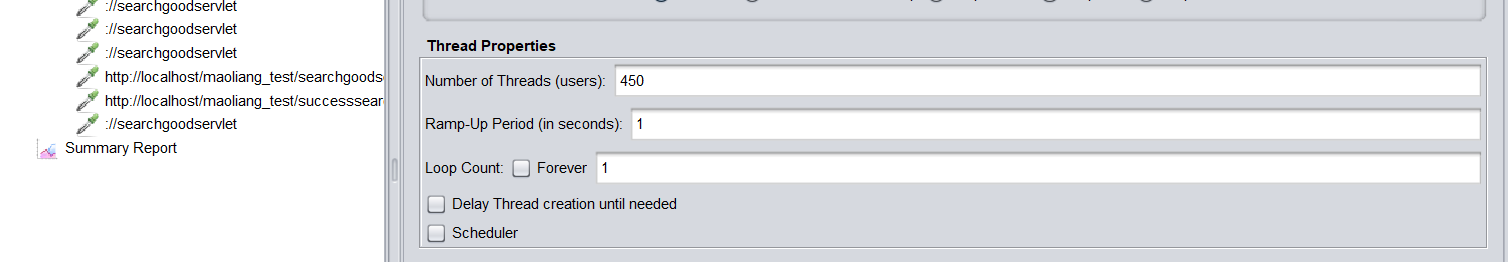 ://searchgoodservlet
://searchgoodservlet
://searchgoodservlet
http://localhost/maoliang_test/searchgoods
http://localhost/maoliang_test/successsear
://searchgoodservlet
Summary Report
Thread Properties
Number of Threads (users): 450
Ramp-Up Period (in seconds): 1
Loop Count: Forever 1
Delay Thread creation until needed
Scheduler